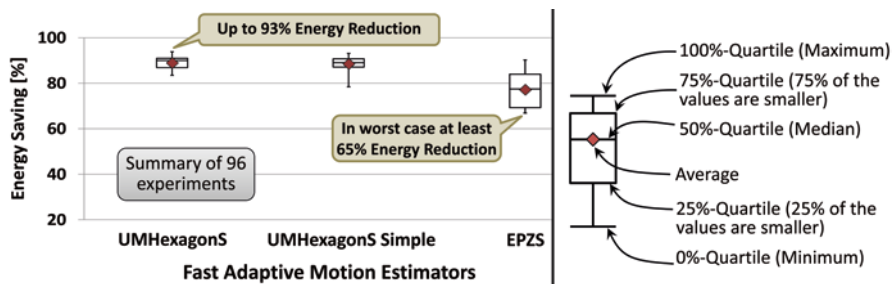 Up to 93% Energy Reduction
Energy Saving [%]
100
80
60
40
20
In worst case at least
65% Energy Reduction
Summary of 96
experiments
UMHexagonS
UMHexagonS Simple
EPZS
Fast Adaptive Motion Estimators
100%-Quartile (Maximum)
75%-Quartile (75% of the
values are smaller)
50%-Quartile (Median)
Average
25%-Quartile (25% of the
values are smaller)
0%-Quartile (Minimum)